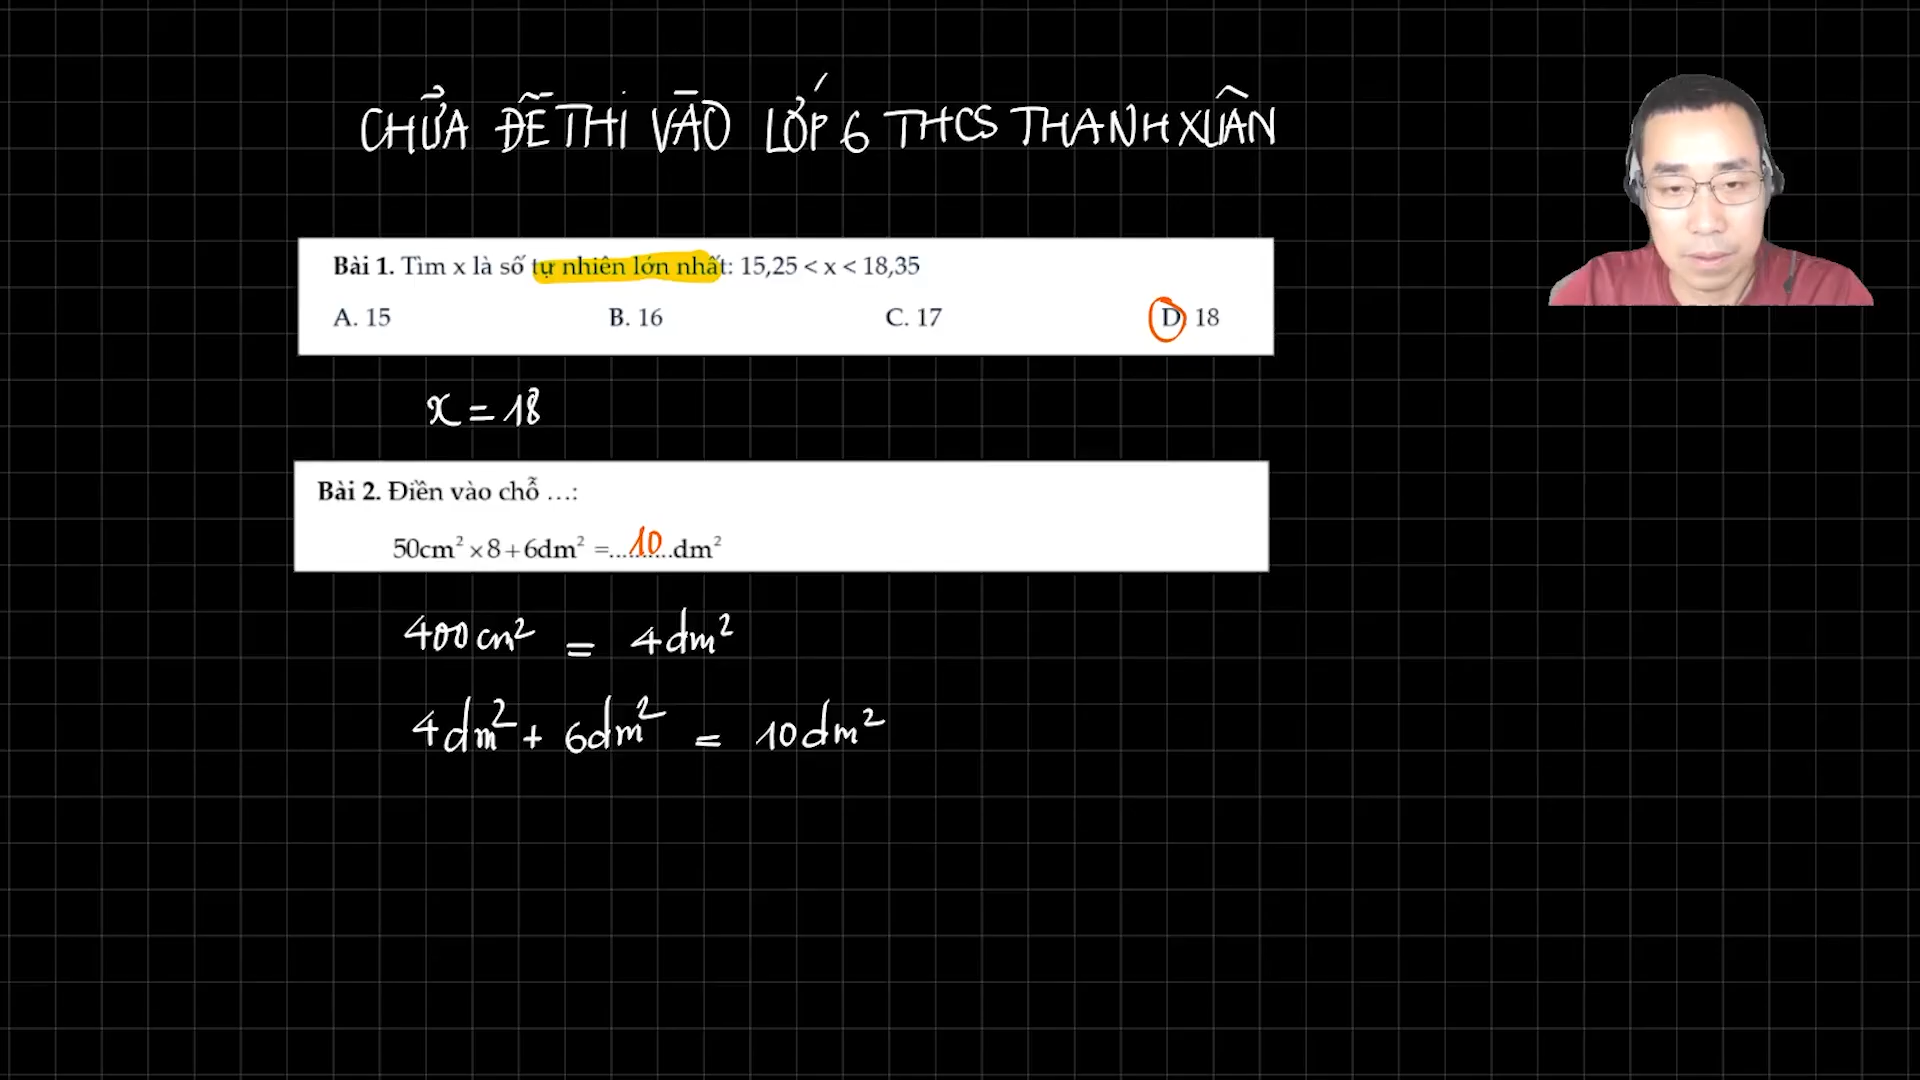 CHỮA ĐỀ THI VÀO LỚP 6 THCS THANH XUÂN
Bài 1. Tìm x là số tự nhiên lớn nhất: 15,25 < x < 18,35
A. 15 B. 16 C. 17 D 18
x = 18
Bài 2. Điền vào chỗ …:
50cm² × 8 + 6dm² =....10....dm²
400cm² = 4dm²
4dm² + 6dm² = 10dm²